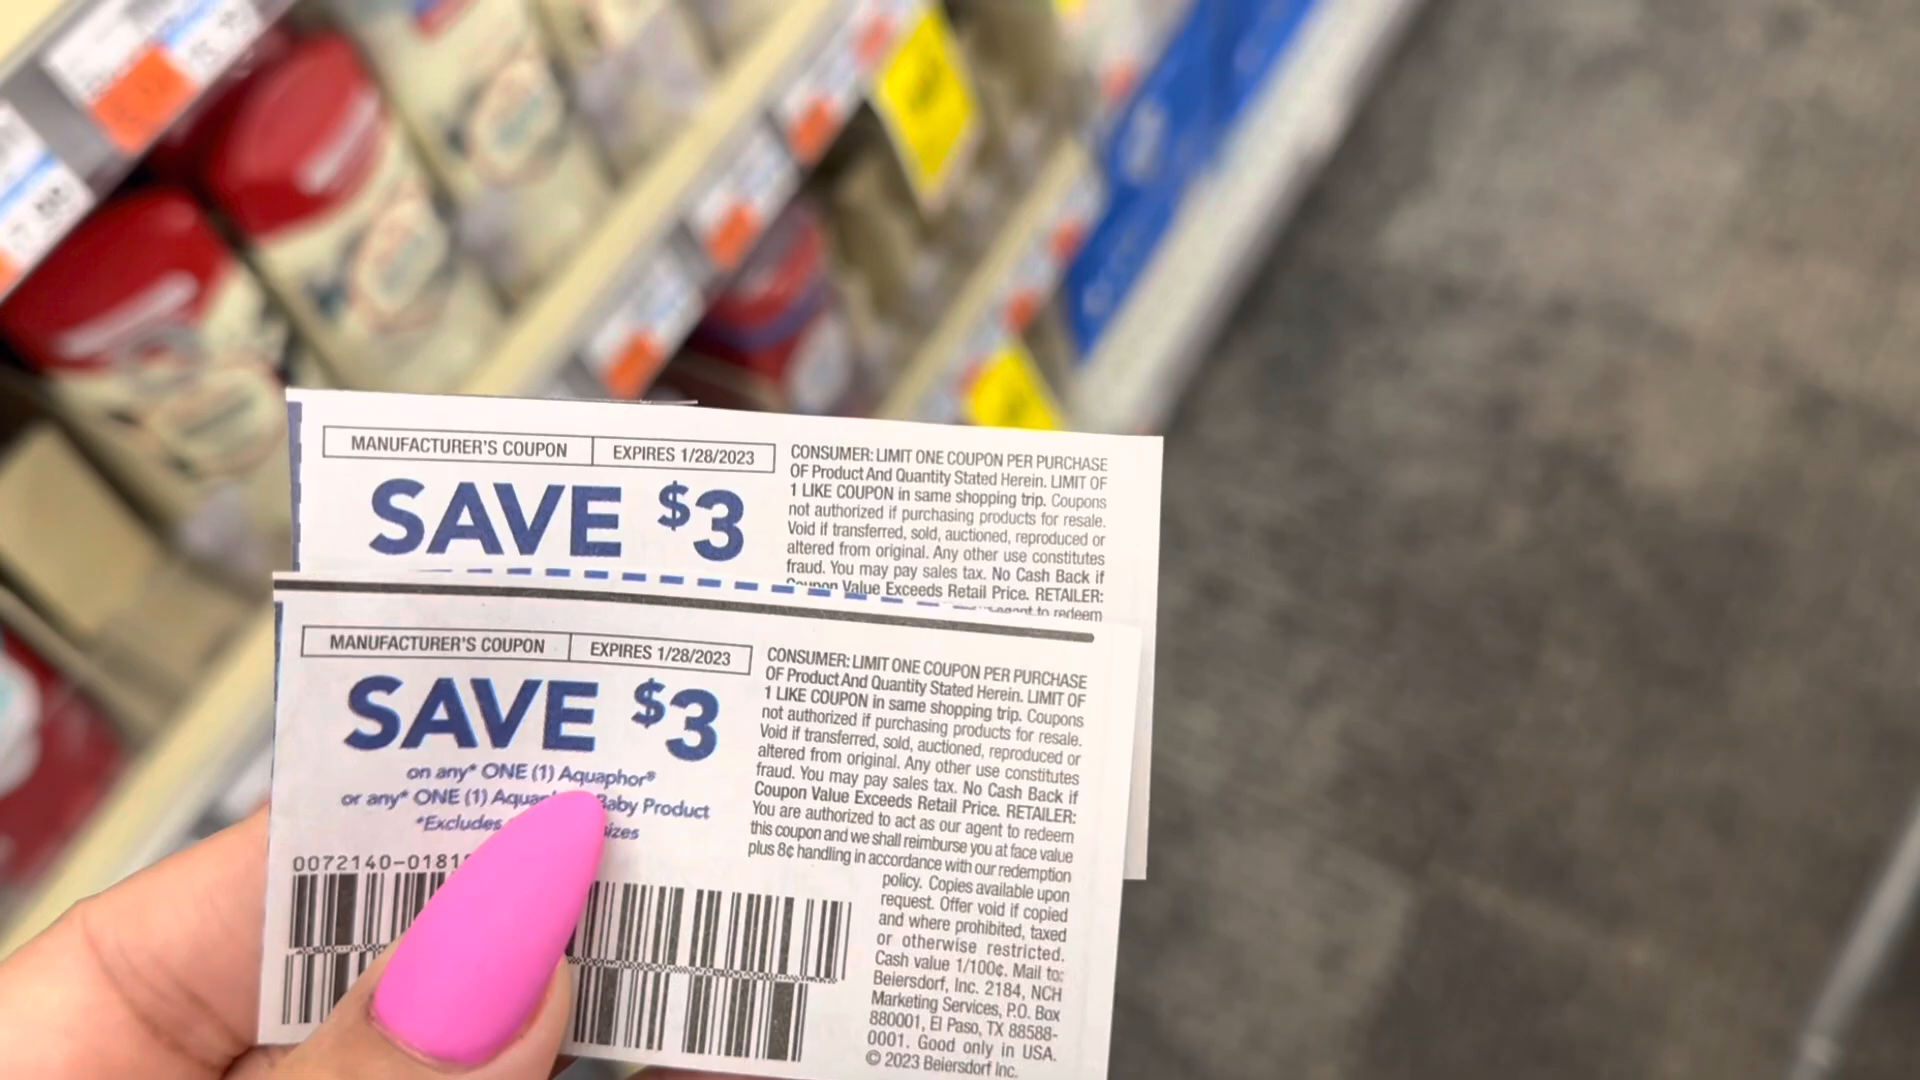 MANUFACTURER'S COUPON EXPIRES 1/28/2023
SAVE $3
CONSUMER: LIMIT ONE COUPON PER PURCHASE
OF Product And Quantity Stated Herein. LIMIT OF
1 LIKE COUPON in same shopping trip. Coupons
not authorized if purchasing products for resale.
Void if transferred, sold, auctioned, reproduced or
altered from original. Any other use constitutes
fraud. You may pay sales tax. No Cash Back if
Coupon Value Exceeds Retail Price. RETAILER:
agent to redeem
MANUFACTURER'S COUPON EXPIRES 1/28/2023
SAVE $3
on any* ONE (1) Aquaphor®
or any* ONE (1) Baby Product
*Excludes
0072140-0181
CONSUMER: LIMIT ONE COUPON PER PURCHASE
OF Product And Quantity Stated Herein. LIMIT OF
1 LIKE COUPON in same shopping trip. Coupons
not authorized if purchasing products for resale.
Void if transferred, sold, auctioned, reproduced or
altered from original. Any other use constitutes
fraud. You may pay sales tax. No Cash Back if
Coupon Value Exceeds Retail Price. RETAILER:
You are authorized to act as our agent to redeem
this coupon and we shall reimburse you at face value
plus 8¢ handling in accordance with our redemption
policy. Copies available upon
request. Offer void if copied
and where prohibited, taxed
or otherwise restricted.
Cash value 1/100¢. Mail to:
Beiersdorf, Inc. 2184, NCH
Marketing Services, P.O. Box
880001, El Paso, TX 88588-
0001. Good only in USA.
© 2023 Beiersdorf Inc.